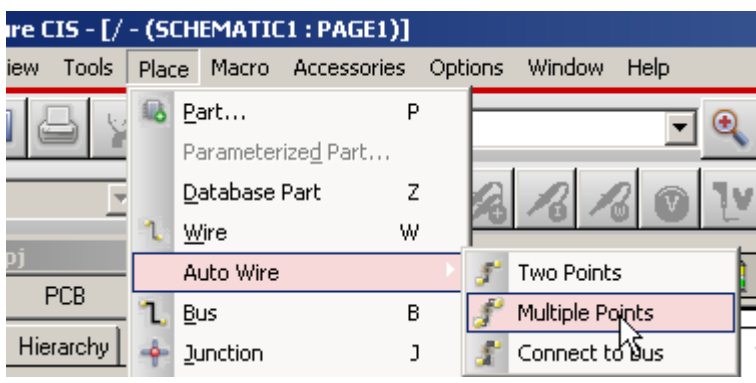 ure CIS - [/ - (SCHEMATIC1 : PAGE1)]
iew Tools Place Macro Accessories Options Window Help
Part... P
Parameterized Part...
Database Part Z
Wire W
Auto Wire
Bus B
Junction J
Two Points
Multiple Points
Connect to Bus
pj
PCB
Hierarchy